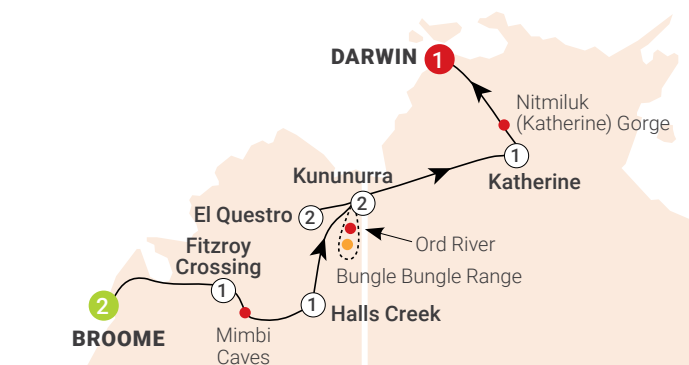 DARWIN 1
Nitmiluk
(Katherine) Gorge
1
Katherine
Kununurra
2
El Questro 2
Ord River
Bungle Bungle Range
Fitzroy
Crossing
1
1 Halls Creek
2
BROOME
Mimbi
Caves